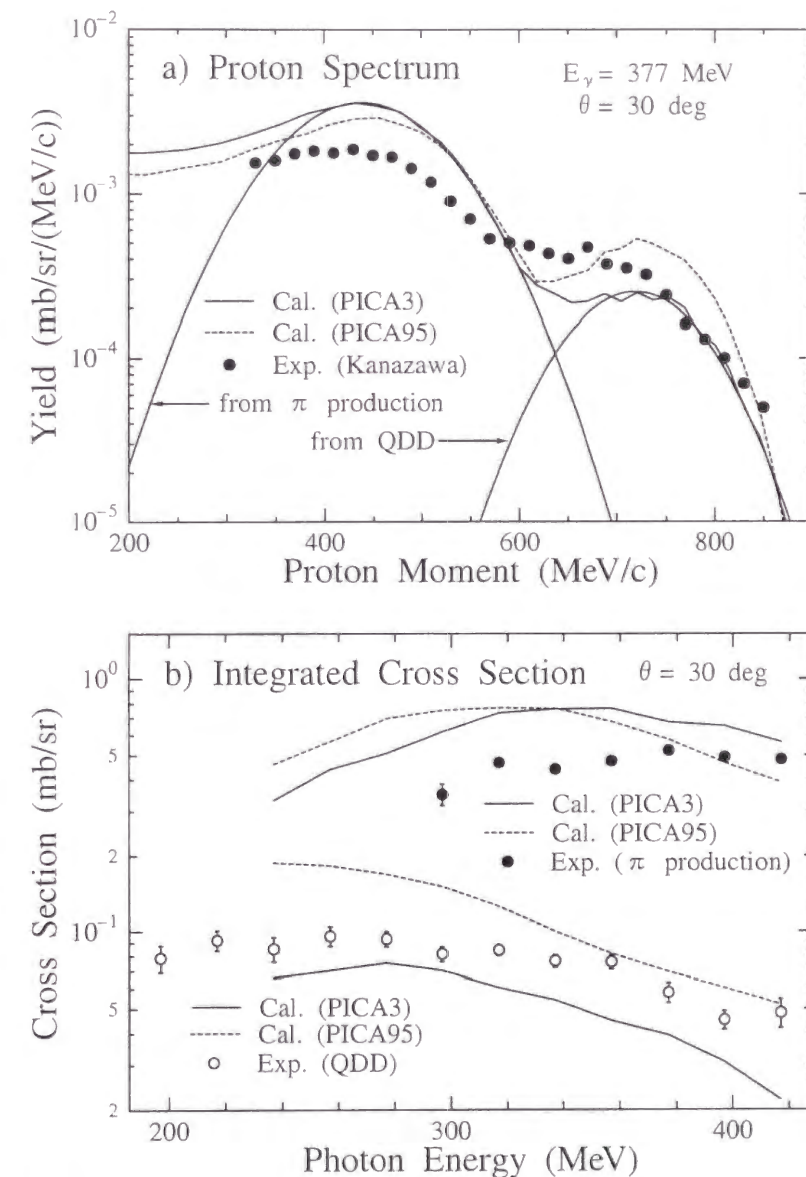 a) Proton Spectrum
E_γ = 377 MeV
θ = 30 deg
Yield (mb/sr/(MeV/c))
10⁻²
10⁻³
10⁻⁴
10⁻⁵
Cal. (PICA3)
Cal. (PICA95)
Exp. (Kanazawa)
from π production
from QDD
200
400
600
800
Proton Moment (MeV/c)
b) Integrated Cross Section
θ = 30 deg
Cross Section (mb/sr)
10⁰
5
2
10⁻¹
5
2
Cal. (PICA3)
Cal. (PICA95)
Exp. (π production)
Cal. (PICA3)
Cal. (PICA95)
Exp. (QDD)
200
300
400
Photon Energy (MeV)